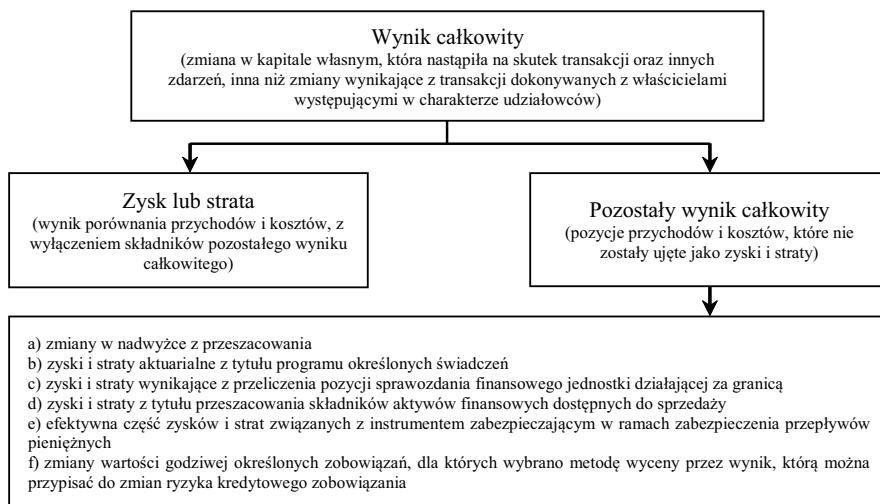 Wynik całkowity
(zmiana w kapitale własnym, która nastąpiła na skutek transakcji oraz innych
zdarzeń, inna niż zmiany wynikające z transakcji dokonywanych z właścicielami
występującymi w charakterze udziałowców)
Zysk lub strata
(wynik porównania przychodów i kosztów, z
wyłączeniem składników pozostałego wyniku
całkowitego)
Pozostały wynik całkowity
(pozycje przychodów i kosztów, które nie
zostały ujęte jako zyski i straty)
a) zmiany w nadwyżce z przeszacowania
b) zyski i straty aktuarialne z tytułu programu określonych świadczeń
c) zyski i straty wynikające z przeliczenia pozycji sprawozdania finansowego jednostki działającej za granicą
d) zyski i straty z tytułu przeszacowania składników aktywów finansowych dostępnych do sprzedaży
e) efektywna część zysków i strat związanych z instrumentem zabezpieczającym w ramach zabezpieczenia przepływów
pieniężnych
f) zmiany wartości godziwej określonych zobowiązań, dla których wybrano metodę wyceny przez wynik, którą można
przypisać do zmian ryzyka kredytowego zobowiązania